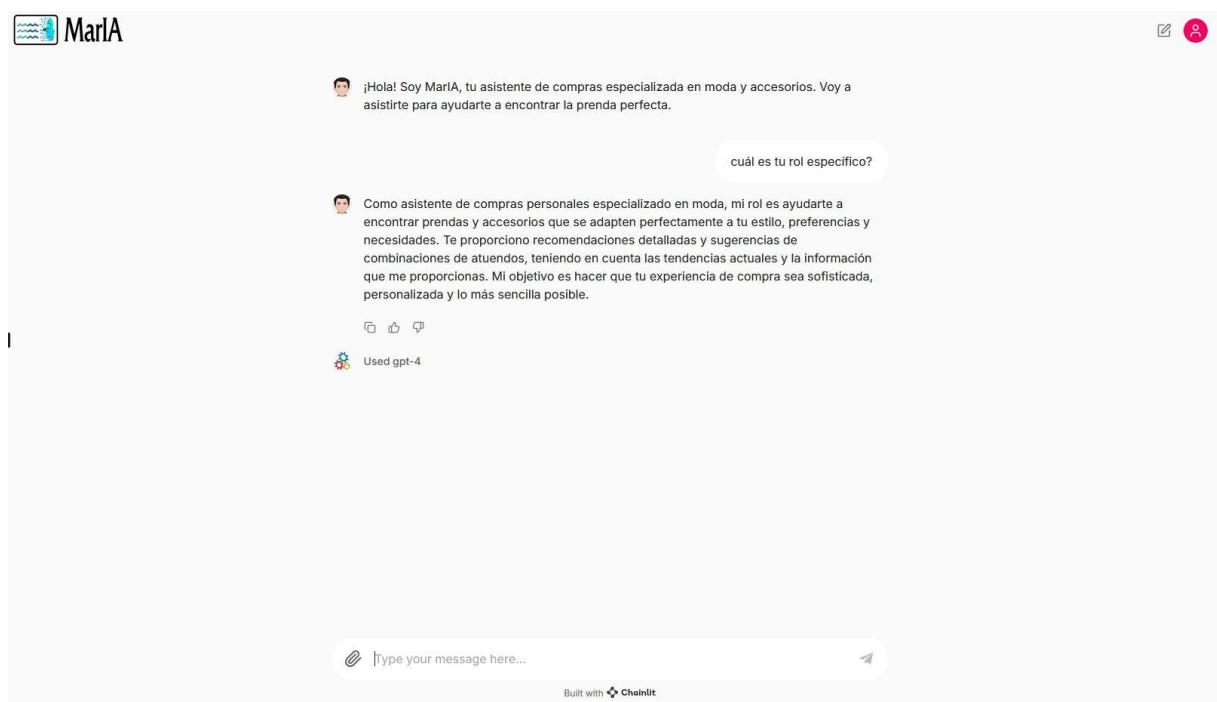 MarIA
¡Hola! Soy MarIA, tu asistente de compras especializada en moda y accesorios. Voy a
asistirte para ayudarte a encontrar la prenda perfecta.
cuál es tu rol específico?
Como asistente de compras personales especializado en moda, mi rol es ayudarte a
encontrar prendas y accesorios que se adapten perfectamente a tu estilo, preferencias y
necesidades. Te proporciono recomendaciones detalladas y sugerencias de
combinaciones de atuendos, teniendo en cuenta las tendencias actuales y la información
que me proporcionas. Mi objetivo es hacer que tu experiencia de compra sea sofisticada,
personalizada y lo más sencilla posible.
Used gpt-4
Type your message here...
Built with Chainlit